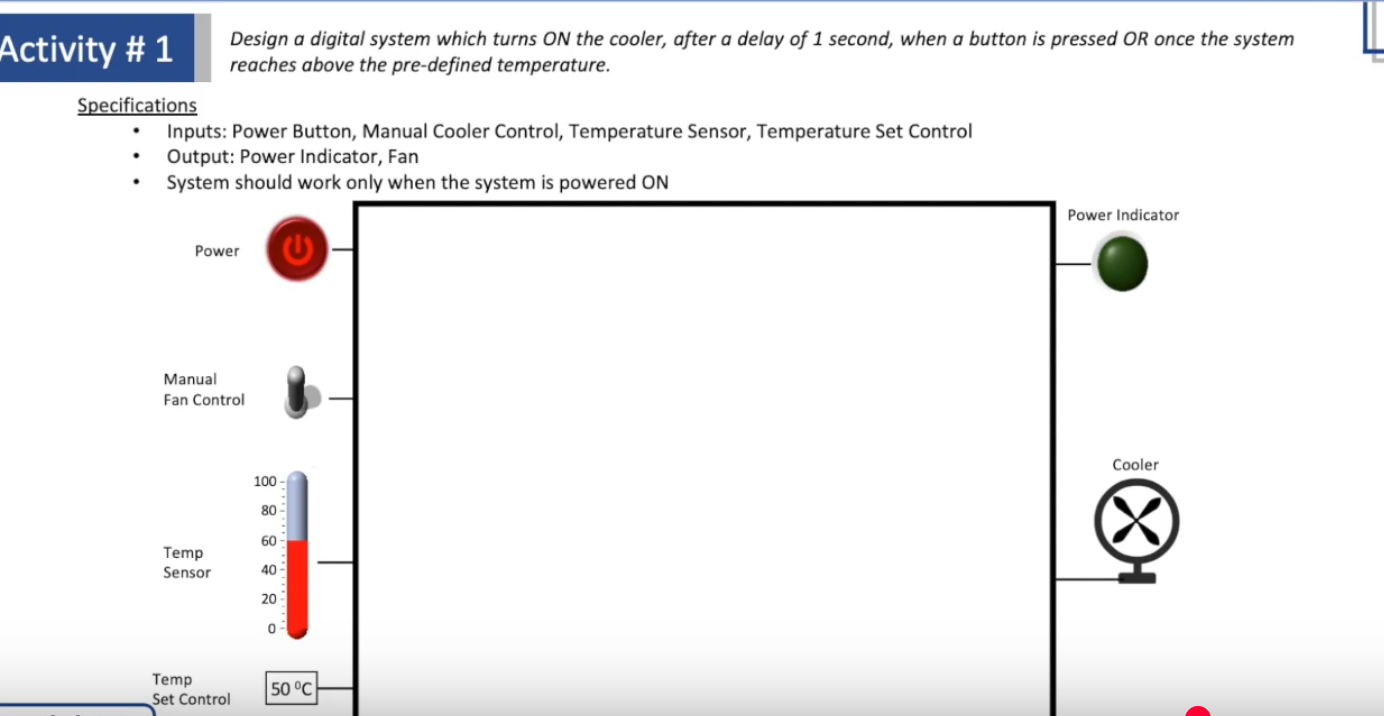 Activity # 1
Design a digital system which turns ON the cooler, after a delay of 1 second, when a button is pressed OR once the system
reaches above the pre-defined temperature.
Specifications
• Inputs: Power Button, Manual Cooler Control, Temperature Sensor, Temperature Set Control
• Output: Power Indicator, Fan
• System should work only when the system is powered ON
Power Indicator
Power
Manual
Fan Control
Cooler
100
80
60
Temp
Sensor
40
20
0
Temp
Set Control
50 ⁰C